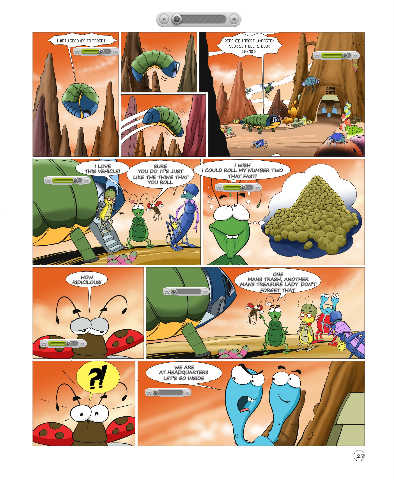 I LOVE
THIS VEHICLE!
SURE
YOU DO IT'S JUST
LIKE THE THING THAT
YOU ROLL
I WISH
I COULD ROLL MY NUMBER TWO
THAT FAST!
HOW
RIDICULOUS!
ONE
MANS TRASH, ANOTHER
MANS TREASURE LADY. DON'T
FORGET THAT
?!
WE ARE
AT HEADQUARTERS
LET'S GO INSIDE
27